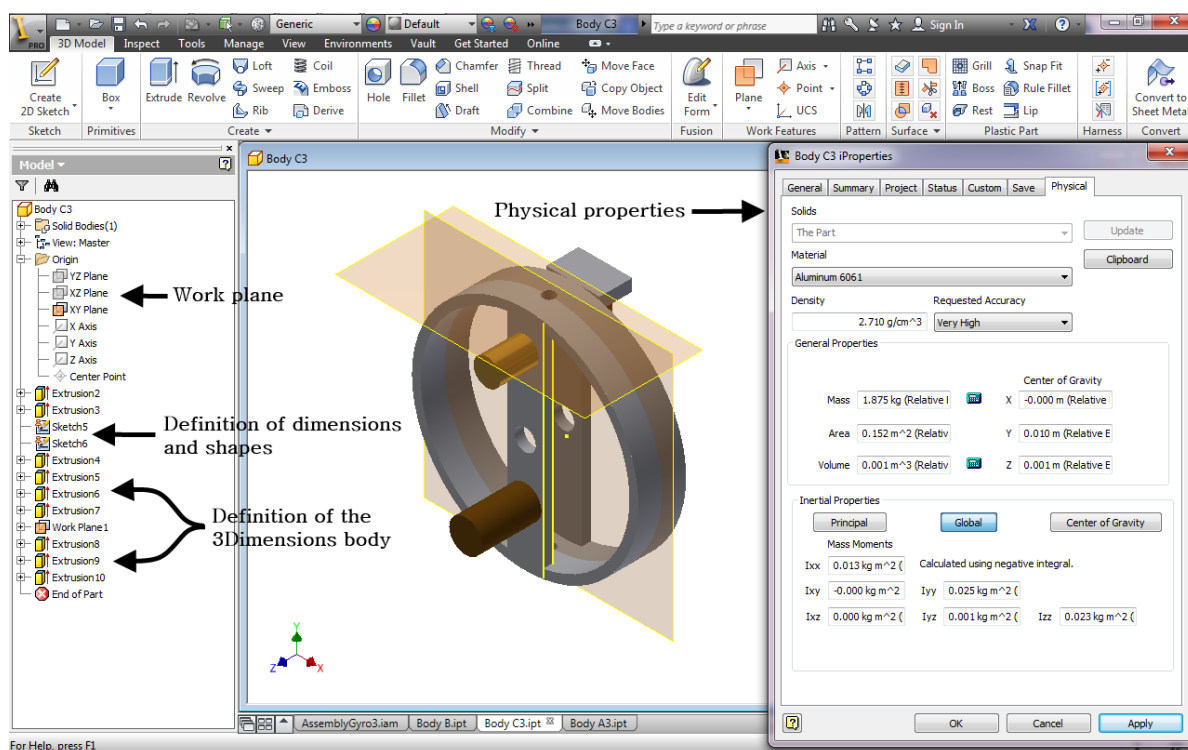 PRO
Generic
Default
Body C3
Type a keyword or phrase
Sign In
3D Model Inspect Tools Manage View Environments Vault Get Started Online
Create 2D Sketch
Box
Extrude Revolve
Loft
Sweep
Rib
Coil
Emboss
Derive
Hole
Fillet
Chamfer
Shell
Draft
Thread
Split
Combine
Move Face
Copy Object
Move Bodies
Edit Form
Plane
Axis
Point
UCS
Grill
Boss
Rest
Snap Fit
Rule Fillet
Lip
Convert to Sheet Metal
Sketch Primitives Create Modify Fusion Work Features Pattern Surface Plastic Part Harness Convert
Model
Body C3
Solid Bodies(1)
View: Master
Origin
YZ Plane
XZ Plane
XY Plane
X Axis
Y Axis
Z Axis
Center Point
Extrusion2
Extrusion3
Sketch5
Sketch6
Extrusion4
Extrusion5
Extrusion6
Extrusion7
Work Plane1
Extrusion8
Extrusion9
Extrusion10
End of Part
Work plane
Definition of dimensions
and shapes
Definition of the
3Dimensions body
Body C3
Physical properties
Y
Z
X
AssemblyGyro3.iam Body B.ipt Body C3.ipt Body A3.ipt
Body C3 iProperties
General Summary Project Status Custom Save Physical
Solids
The Part
Update
Material
Clipboard
Aluminum 6061
Density Requested Accuracy
2.710 g/cm^3 Very High
General Properties
Center of Gravity
Mass 1.875 kg (Relative X -0.000 m (Relative
Area 0.152 m^2 (Relativ Y 0.010 m (Relative E
Volume 0.001 m^3 (Relativ Z 0.001 m (Relative E
Inertial Properties
Principal Global Center of Gravity
Mass Moments
Ixx 0.013 kg m^2 ( Calculated using negative integral.
Ixy -0.000 kg m^2 Iyy 0.025 kg m^2 (
Ixz 0.000 kg m^2 ( Iyz 0.001 kg m^2 ( Izz 0.023 kg m^2 (
OK Cancel Apply
For Help, press F1